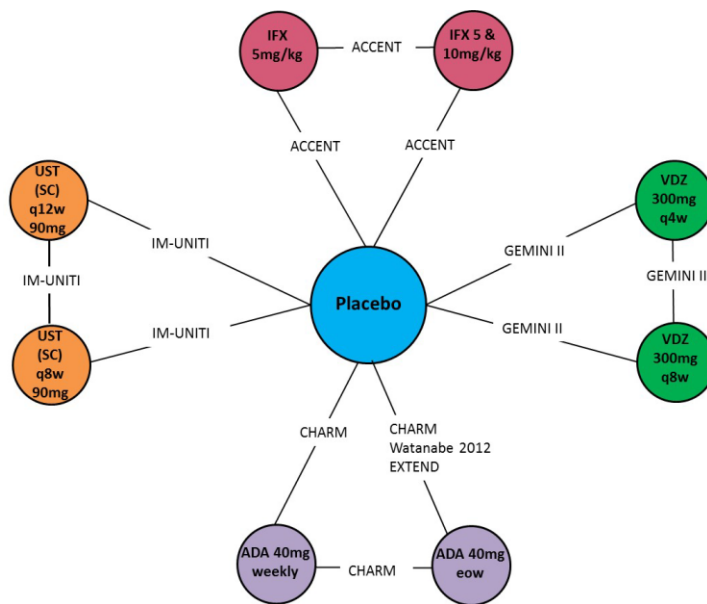 IFX
5mg/kg
ACCENT
IFX 5 &
10mg/kg
ACCENT
ACCENT
UST
(SC)
q12w
90mg
VDZ
300mg
q4w
IM-UNITI
GEMINI II
IM-UNITI
GEMINI II
Placebo
IM-UNITI
GEMINI II
UST
(SC)
q8w
90mg
VDZ
300mg
q8w
CHARM
CHARM
Watanabe 2012
EXTEND
ADA 40mg
weekly
CHARM
ADA 40mg
eow